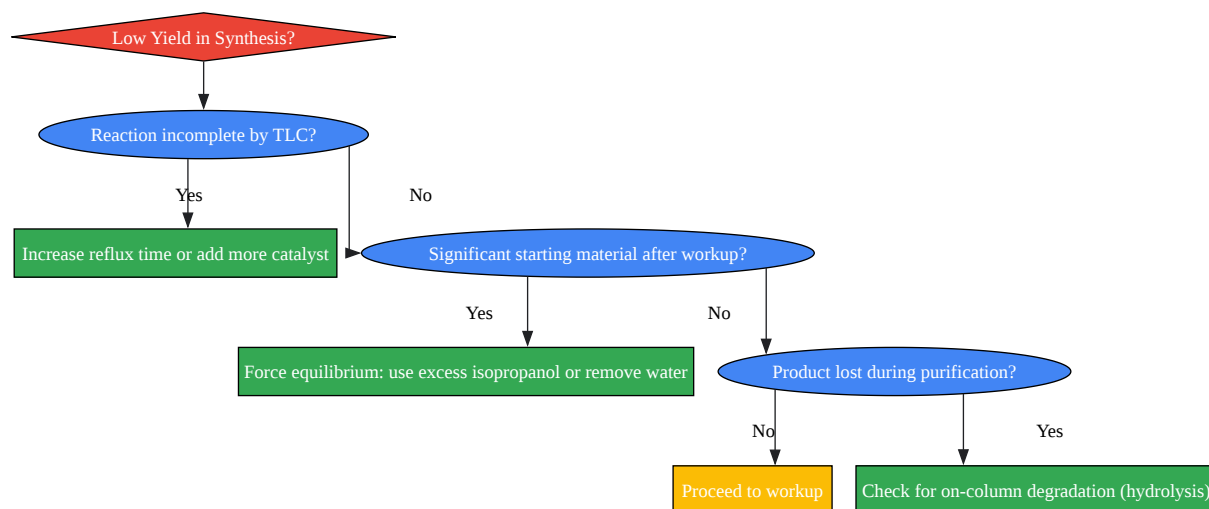 Low Yield in Synthesis?
Reaction incomplete by TLC?
Yes
No
Increase reflux time or add more catalyst
Significant starting material after workup?
Yes
No
Force equilibrium: use excess isopropanol or remove water
Product lost during purification?
No
Yes
Proceed to workup
Check for on-column degradation (hydrolysis)